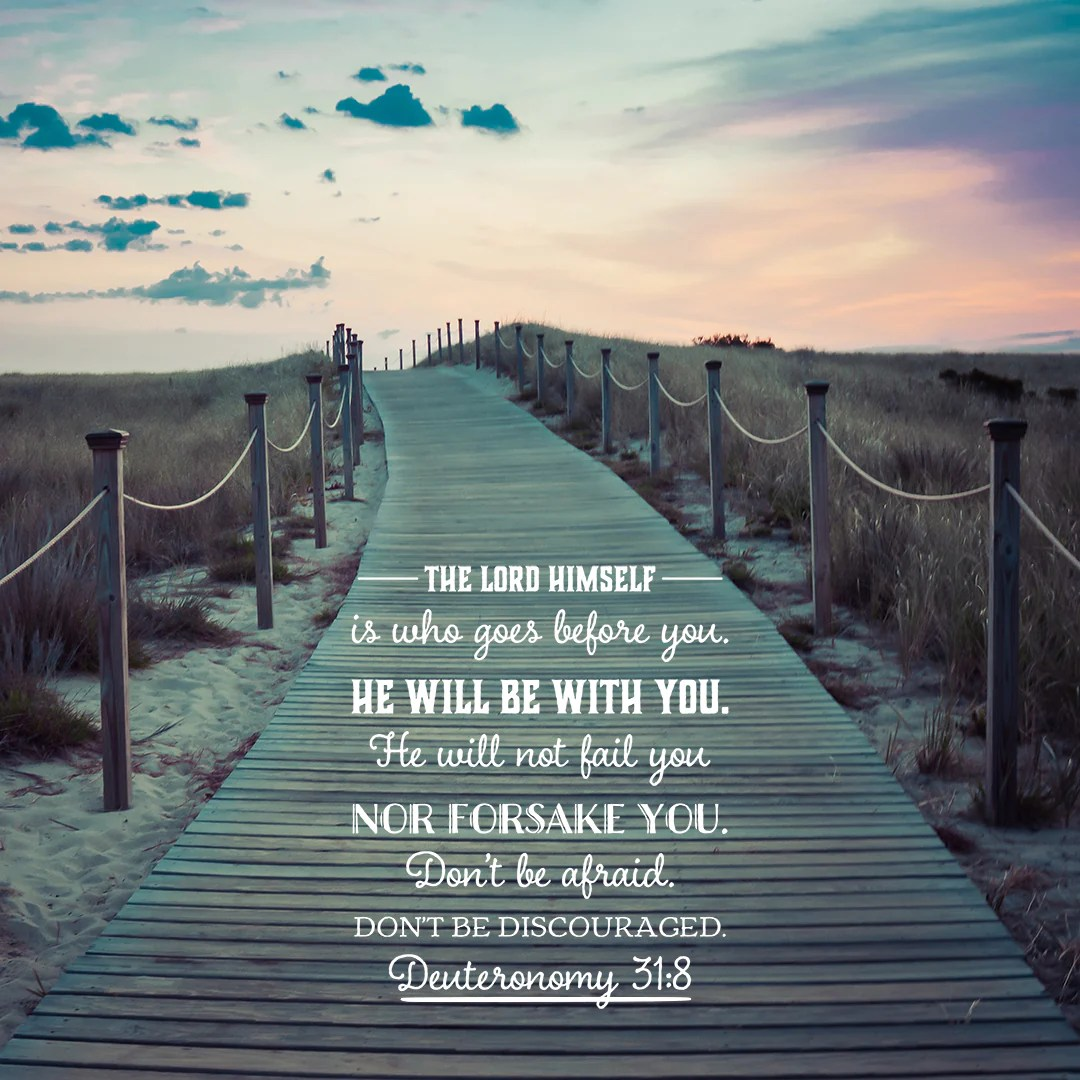 THE LORD HIMSELF
is who goes before you.
HE WILL BE WITH YOU.
He will not fail you
NOR FORSAKE YOU.
Don't be afraid.
DON'T BE DISCOURAGED.
Deuteronomy 31:8